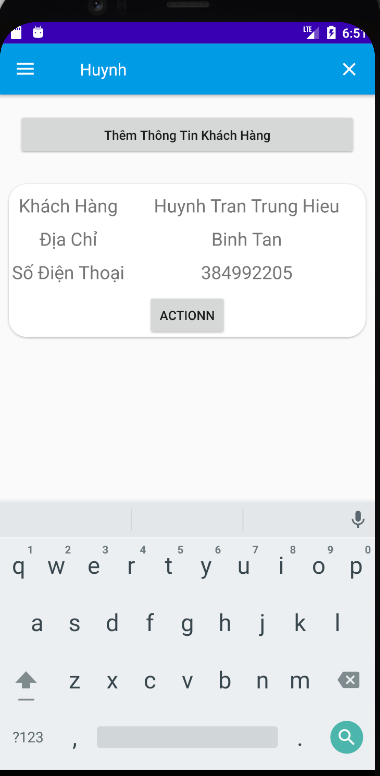 LTE 6:51
Huynh
Thêm Thông Tin Khách Hàng
Khách Hàng Huynh Tran Trung Hieu
Địa Chỉ Binh Tan
Số Điện Thoại 384992205
ACTIONN
1 2 3 4 5 6 7 8 9 0
q w e r t y u i o p
a s d f g h j k l
z x c v b n m
?123 , .